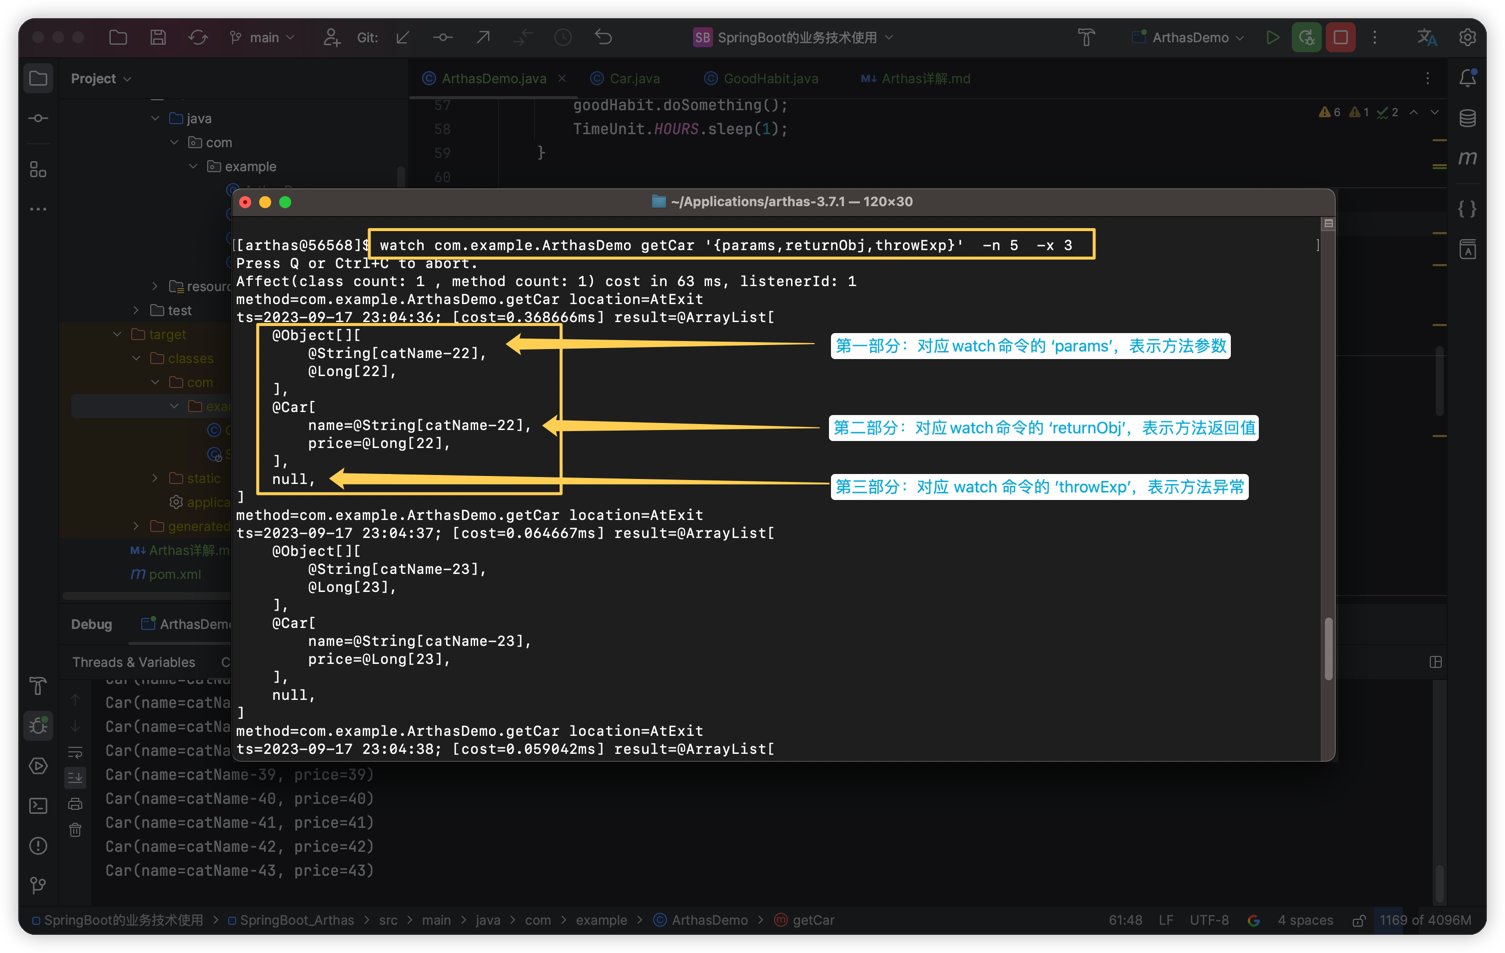 main
Git:
SB SpringBoot的业务技术使用
ArthasDemo
Project
ArthasDemo.java
Car.java
GoodHabit.java
M↓ Arthas详解.md
57 goodHabit.doSomething();
58 TimeUnit.HOURS.sleep(1);
59 }
60
6 1 2
java
com
example
resour
test
target
classes
com
exa
static
applica
generated
M↓ Arthas详解.m
m pom.xml
~/Applications/arthas-3.7.1 — 120×30
[[arthas@56568]$ watch com.example.ArthasDemo getCar '{params,returnObj,throwExp}'  -n 5  -x 3 ]
Press Q or Ctrl+C to abort.
Affect(class count: 1 , method count: 1) cost in 63 ms, listenerId: 1
method=com.example.ArthasDemo.getCar location=AtExit
ts=2023-09-17 23:04:36; [cost=0.368666ms] result=@ArrayList[
@Object[][
@String[catName-22],
@Long[22],
],
@Car[
name=@String[catName-22],
price=@Long[22],
],
null,
]
第一部分：对应watch命令的 ‘params’，表示方法参数
第二部分：对应watch命令的 ‘returnObj’，表示方法返回值
第三部分：对应 watch 命令的 ’throwExp’，表示方法异常
method=com.example.ArthasDemo.getCar location=AtExit
ts=2023-09-17 23:04:37; [cost=0.064667ms] result=@ArrayList[
@Object[][
@String[catName-23],
@Long[23],
],
@Car[
name=@String[catName-23],
price=@Long[23],
],
null,
]
method=com.example.ArthasDemo.getCar location=AtExit
ts=2023-09-17 23:04:38; [cost=0.059042ms] result=@ArrayList[
Debug
ArthasDem
Threads & Variables
C
Car(name=catNa
Car(name=catNa
Car(name=catNa
Car(name=catName-39, price=39)
Car(name=catName-40, price=40)
Car(name=catName-41, price=41)
Car(name=catName-42, price=42)
Car(name=catName-43, price=43)
SpringBoot的业务技术使用 > SpringBoot_Arthas > src > main > java > com > example > ArthasDemo > getCar
61:48 LF UTF-8 4 spaces 1169 of 4096M